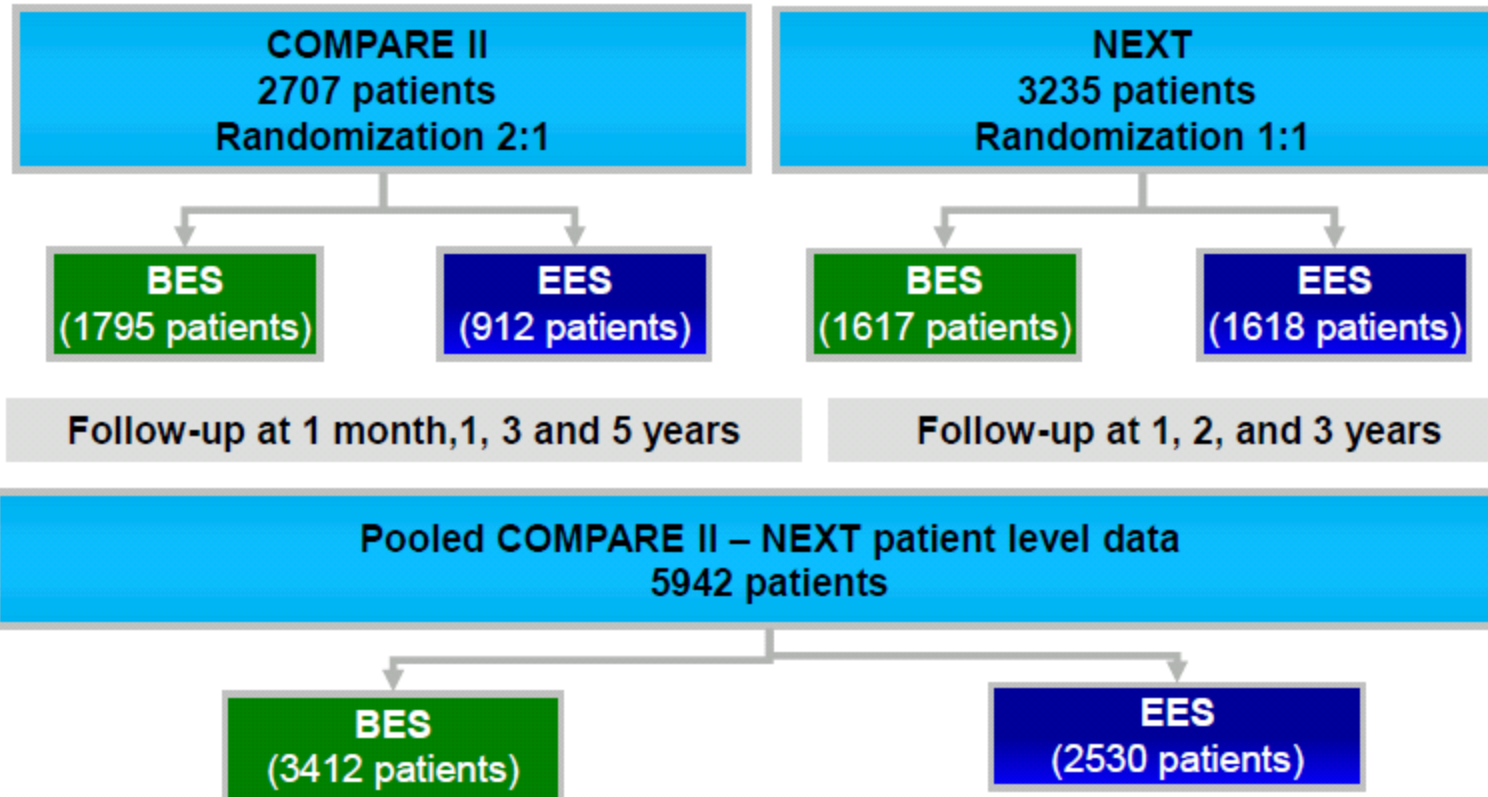 COMPARE II
2707 patients
Randomization 2:1
NEXT
3235 patients
Randomization 1:1
BES
(1795 patients)
EES
(912 patients)
BES
(1617 patients)
EES
(1618 patients)
Follow-up at 1 month,1, 3 and 5 years
Follow-up at 1, 2, and 3 years
Pooled COMPARE II – NEXT patient level data
5942 patients
BES
(3412 patients)
EES
(2530 patients)